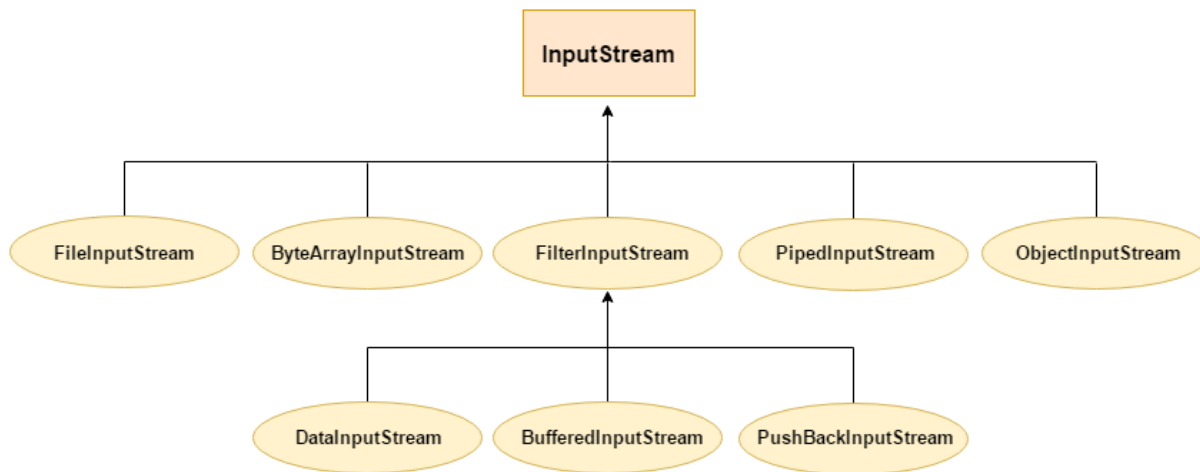 InputStream
FileInputStream
ByteArrayInputStream
FilterInputStream
PipedInputStream
ObjectInputStream
DataInputStream
BufferedInputStream
PushBackInputStream